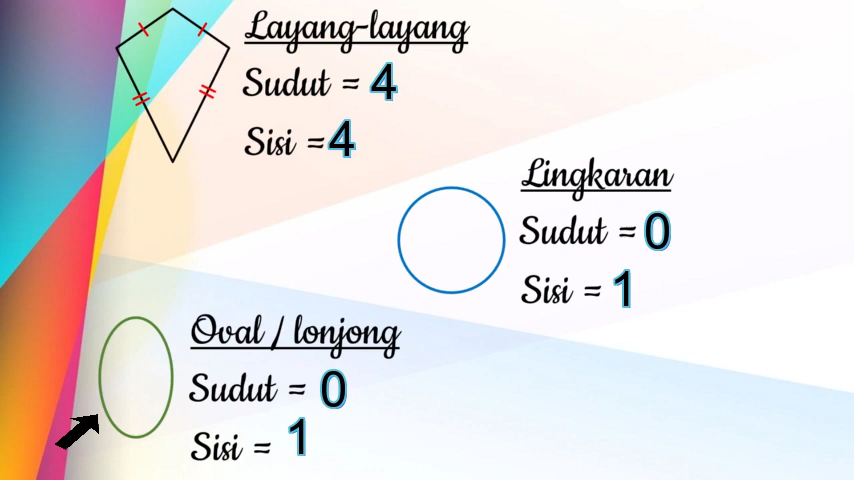 Layang-layang
Sudut = 4
Sisi =4
Lingkaran
Sudut = 0
Sisi = 1
Oval / lonjong
Sudut = 0
Sisi = 1